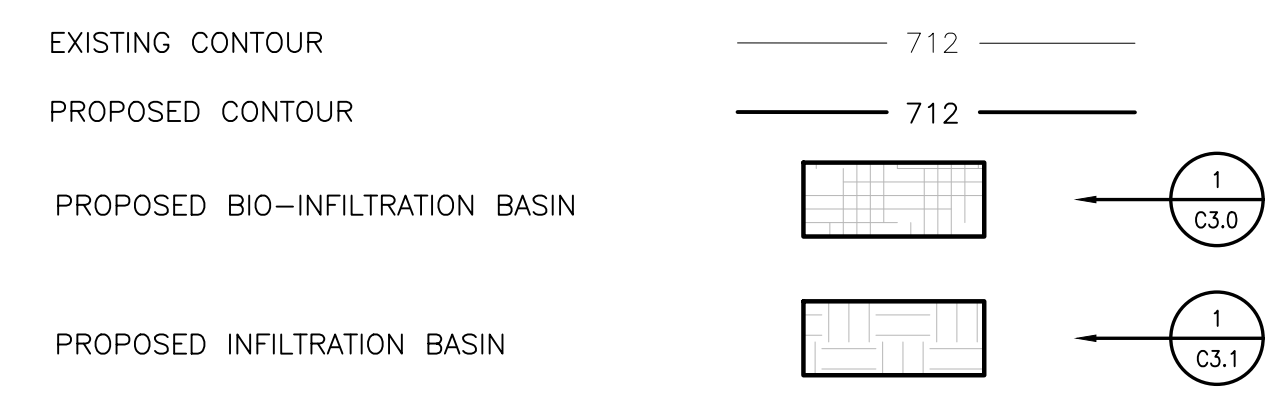 EXISTING CONTOUR 712
PROPOSED CONTOUR 712
PROPOSED BIO-INFILTRATION BASIN 1
C3.0
PROPOSED INFILTRATION BASIN 1
C3.1